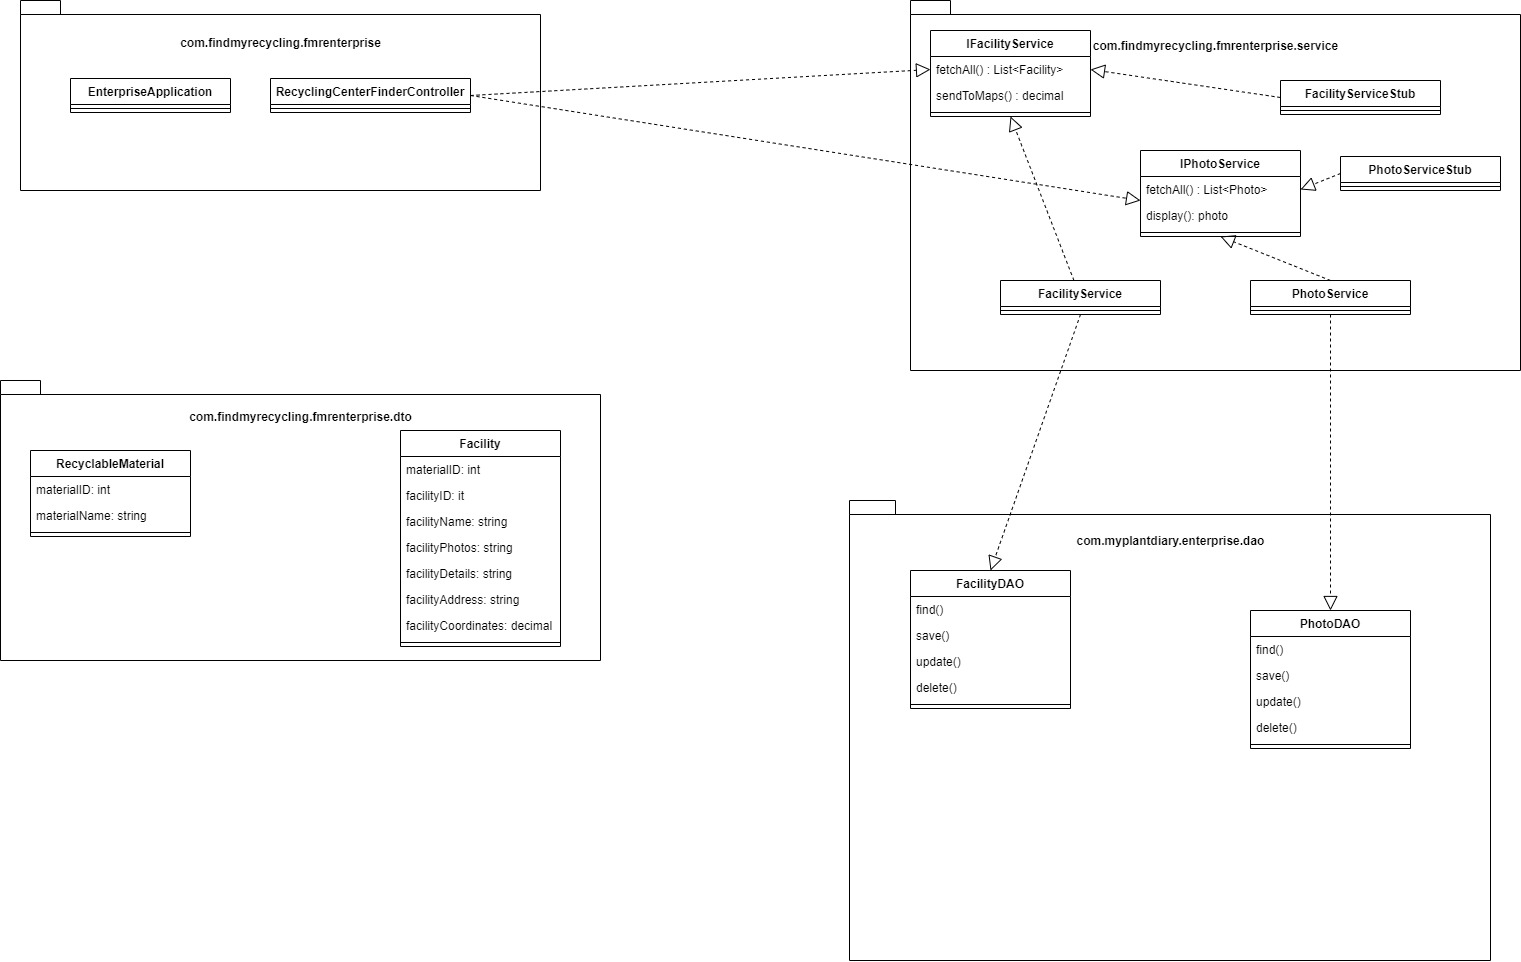 com.findmyrecycling.fmrenterprise
EnterpriseApplication
RecyclingCenterFinderController
com.findmyrecycling.fmrenterprise.service
IFacilityService
fetchAll() : List<Facility>
sendToMaps() : decimal
FacilityServiceStub
IPhotoService
fetchAll() : List<Photo>
display(): photo
PhotoServiceStub
FacilityService
PhotoService
com.findmyrecycling.fmrenterprise.dto
RecyclableMaterial
materialID: int
materialName: string
Facility
materialID: int
facilityID: it
facilityName: string
facilityPhotos: string
facilityDetails: string
facilityAddress: string
facilityCoordinates: decimal
com.myplantdiary.enterprise.dao
FacilityDAO
find()
save()
update()
delete()
PhotoDAO
find()
save()
update()
delete()